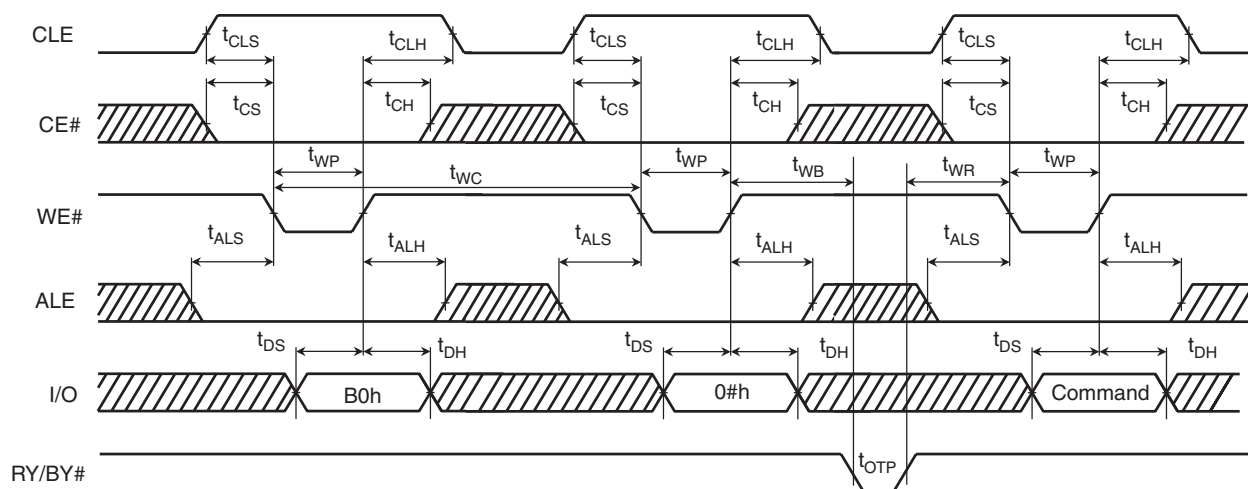 CLE tCLS tCLH tCLS tCLH tCLS tCLH
CE# tCS tCH tCS tCH tCS tCH
tWP tWC tWP tWB tWR tWP
WE#
tALS tALH tALS tALH tALS tALH
ALE
tDS tDH tDS tDH tDS tDH
I/O B0h 0#h Command
RY/BY# tOTP